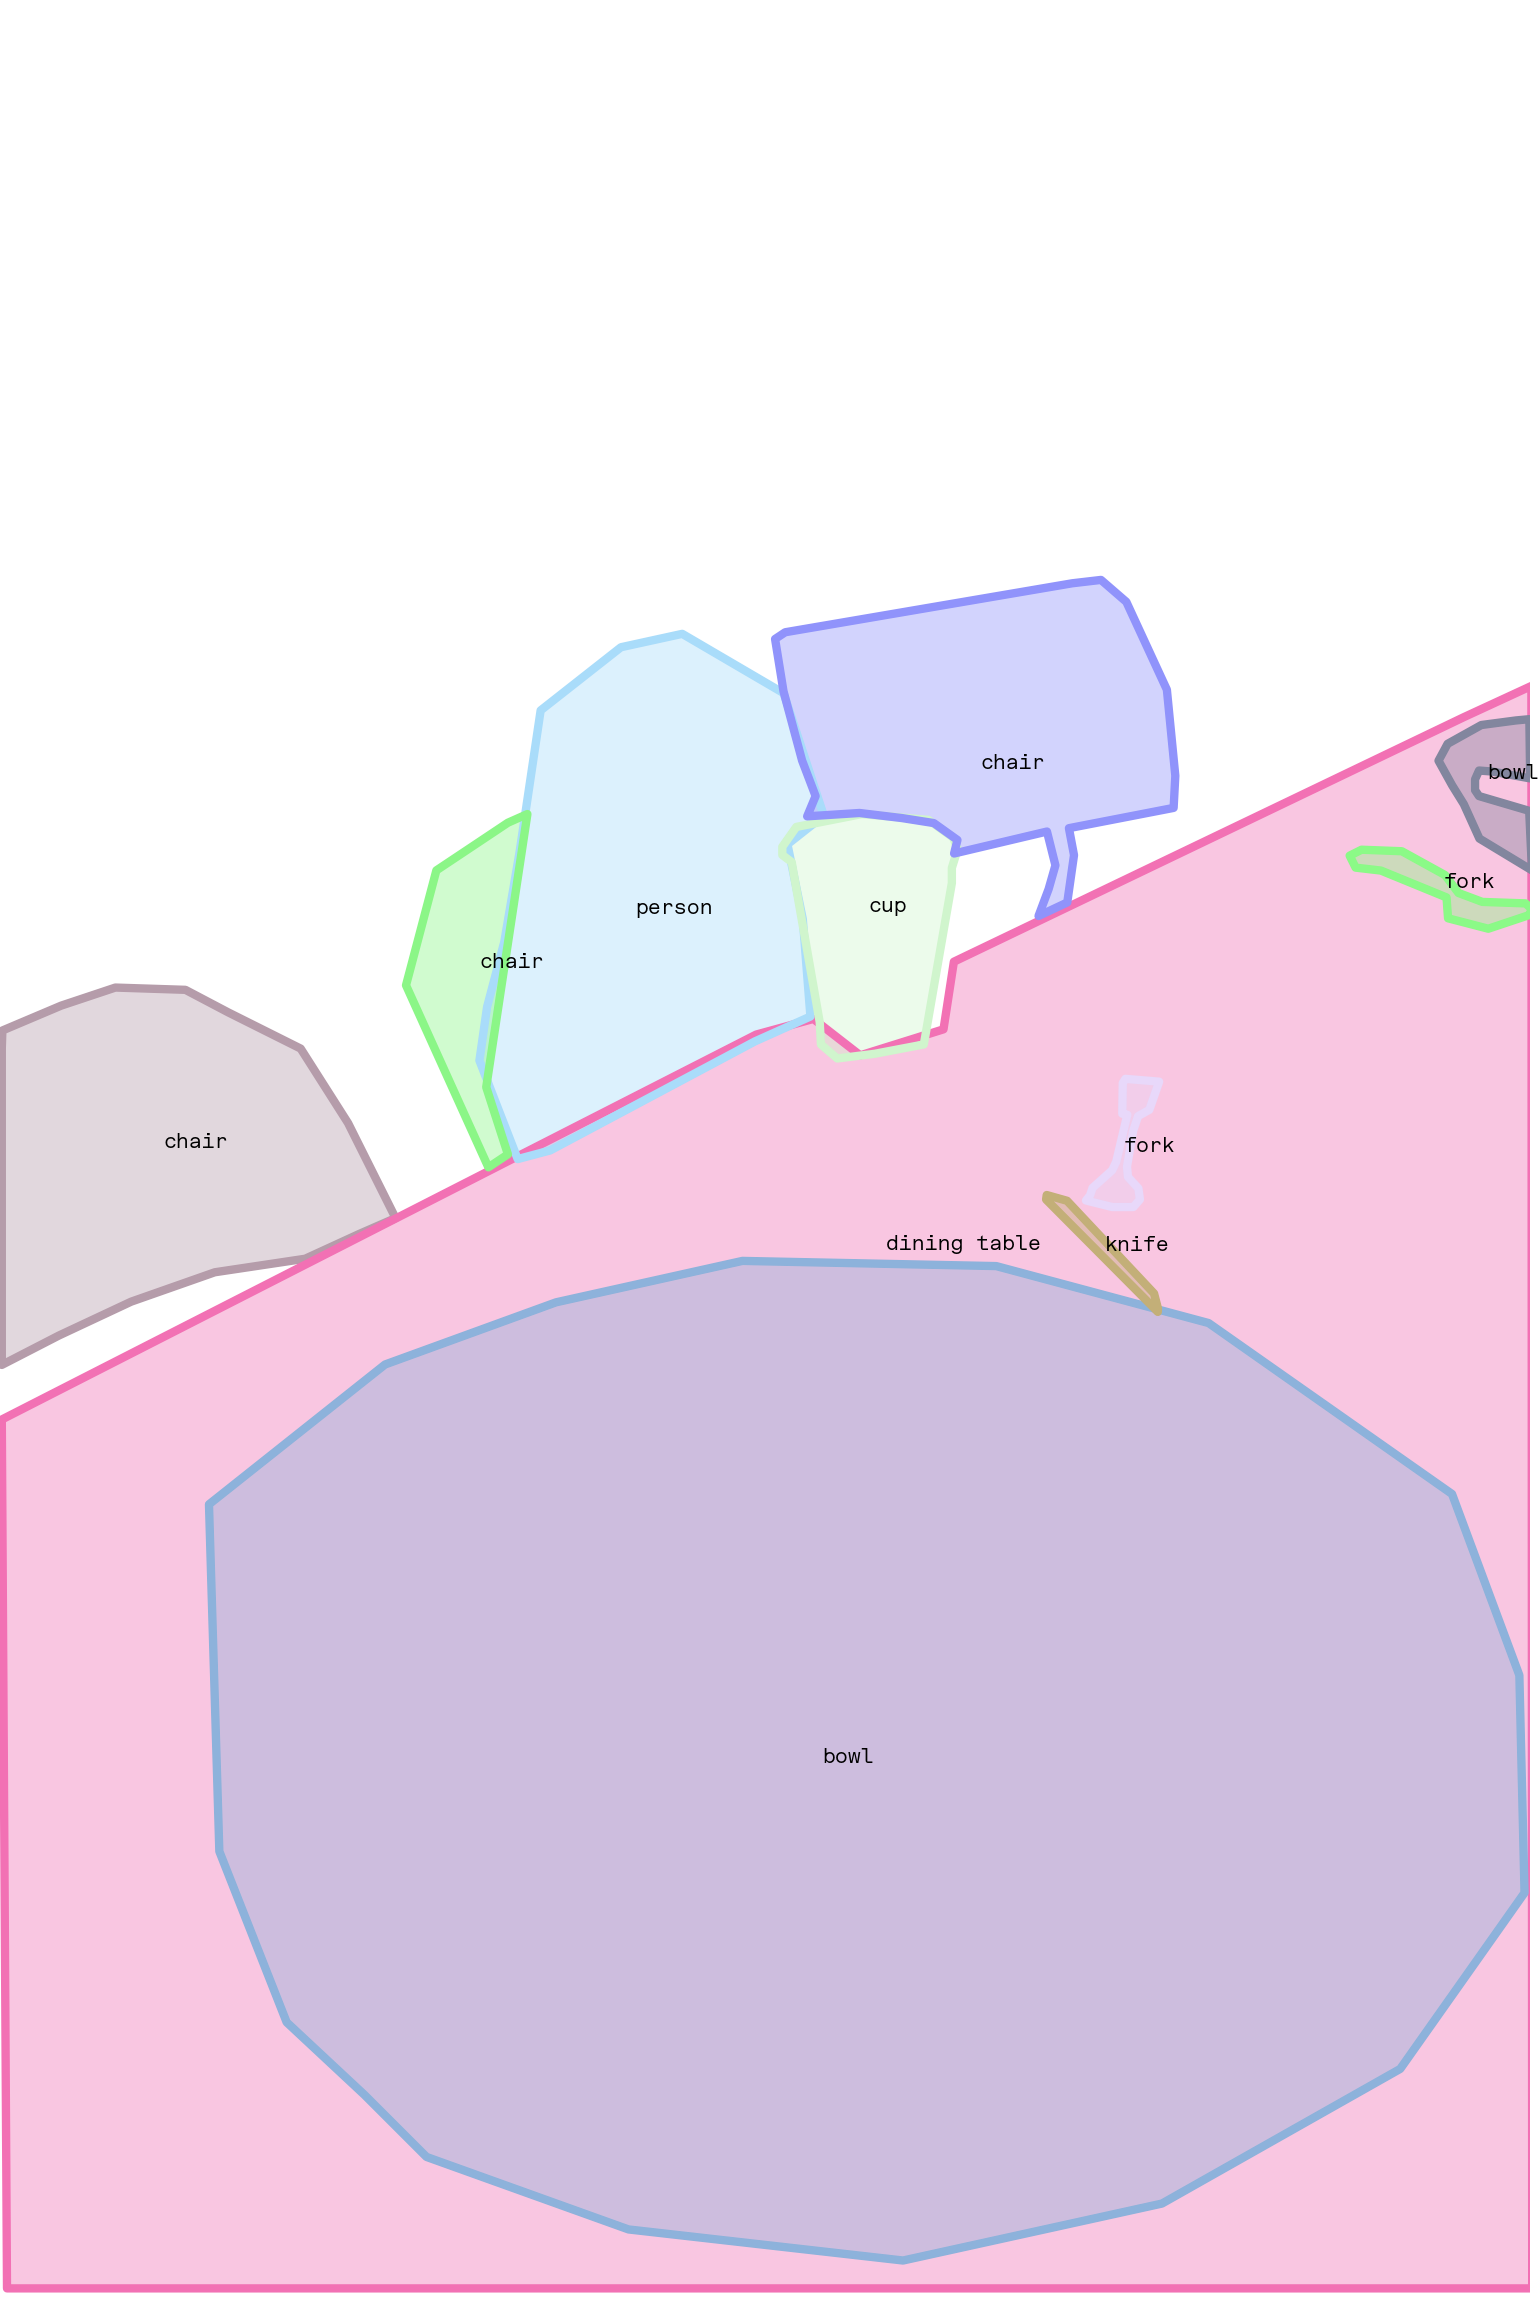 chair
bowl
fork
person
cup
chair
chair
fork
dining table
knife
bowl